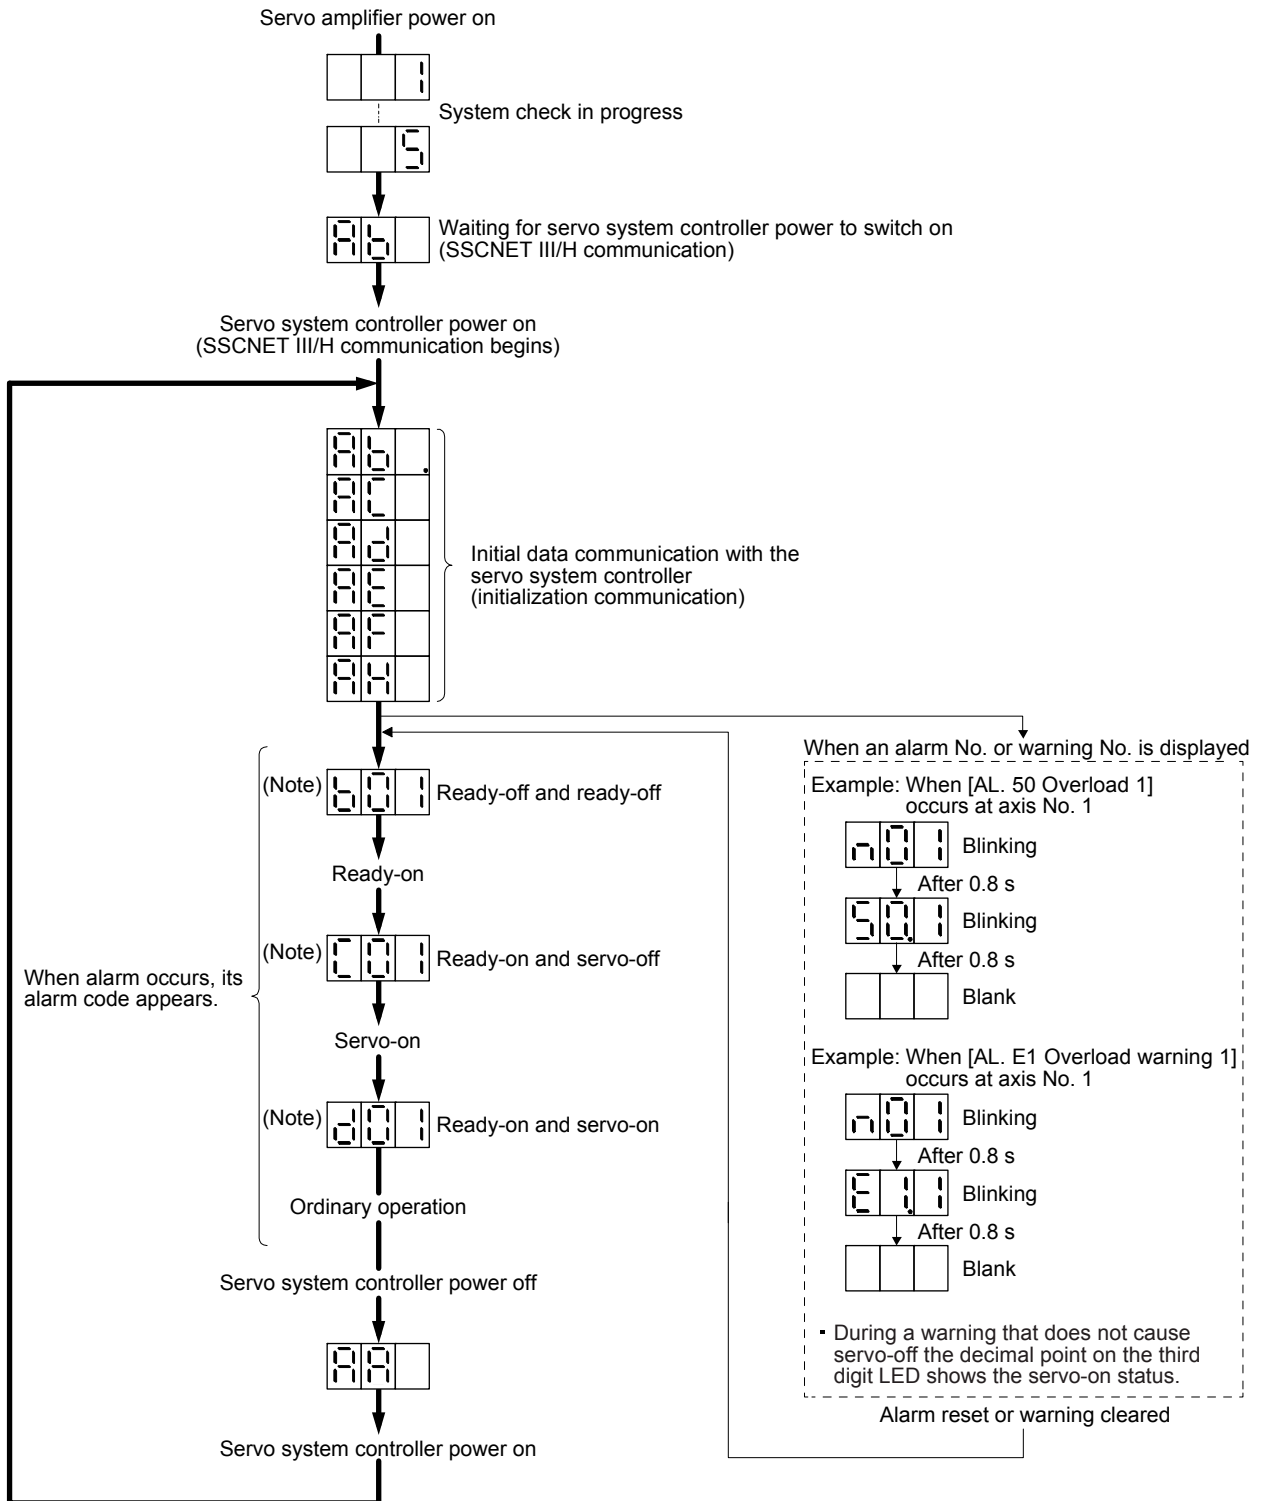 Servo amplifier power on
1
System check in progress
5
Ab
Waiting for servo system controller power to switch on
(SSCNET III/H communication)
Servo system controller power on
(SSCNET III/H communication begins)
Ab.
AC
Ad
AE
AF
AH
Initial data communication with the
servo system controller
(initialization communication)
When alarm occurs, its
alarm code appears.
(Note) b01 Ready-off and ready-off
Ready-on
(Note) C01 Ready-on and servo-off
Servo-on
(Note) d01 Ready-on and servo-on
Ordinary operation
Servo system controller power off
AA
Servo system controller power on
When an alarm No. or warning No. is displayed
Example: When [AL. 50 Overload 1]
occurs at axis No. 1
n01 Blinking
After 0.8 s
50.1 Blinking
After 0.8 s
Blank
Example: When [AL. E1 Overload warning 1]
occurs at axis No. 1
n01 Blinking
After 0.8 s
E1.1 Blinking
After 0.8 s
Blank
▪ During a warning that does not cause
servo-off the decimal point on the third
digit LED shows the servo-on status.
Alarm reset or warning cleared